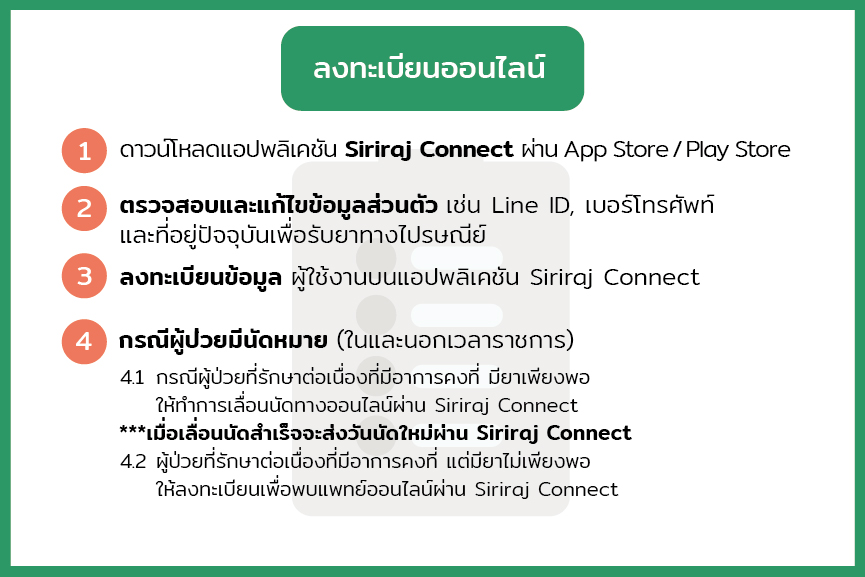 ลงทะเบียนออนไลน์
1 ดาวน์โหลดแอปพลิเคชัน Siriraj Connect ผ่าน App Store / Play Store
2 ตรวจสอบและแก้ไขข้อมูลส่วนตัว เช่น Line ID, เบอร์โทรศัพท์
และที่อยู่ปัจจุบันเพื่อรับยาทางไปรษณีย์
3 ลงทะเบียนข้อมูล ผู้ใช้งานบนแอปพลิเคชัน Siriraj Connect
4 กรณีผู้ป่วยมีนัดหมาย (ในและนอกเวลาราชการ)
4.1 กรณีผู้ป่วยที่รักษาต่อเนื่องที่มีอาการคงที่ มียาเพียงพอ
ให้ทำการเลื่อนนัดทางออนไลน์ผ่าน Siriraj Connect
***เมื่อเลื่อนนัดสำเร็จจะส่งวันนัดใหม่ผ่าน Siriraj Connect
4.2 ผู้ป่วยที่รักษาต่อเนื่องที่มีอาการคงที่ แต่มียาไม่เพียงพอ
ให้ลงทะเบียนเพื่อพบแพทย์ออนไลน์ผ่าน Siriraj Connect